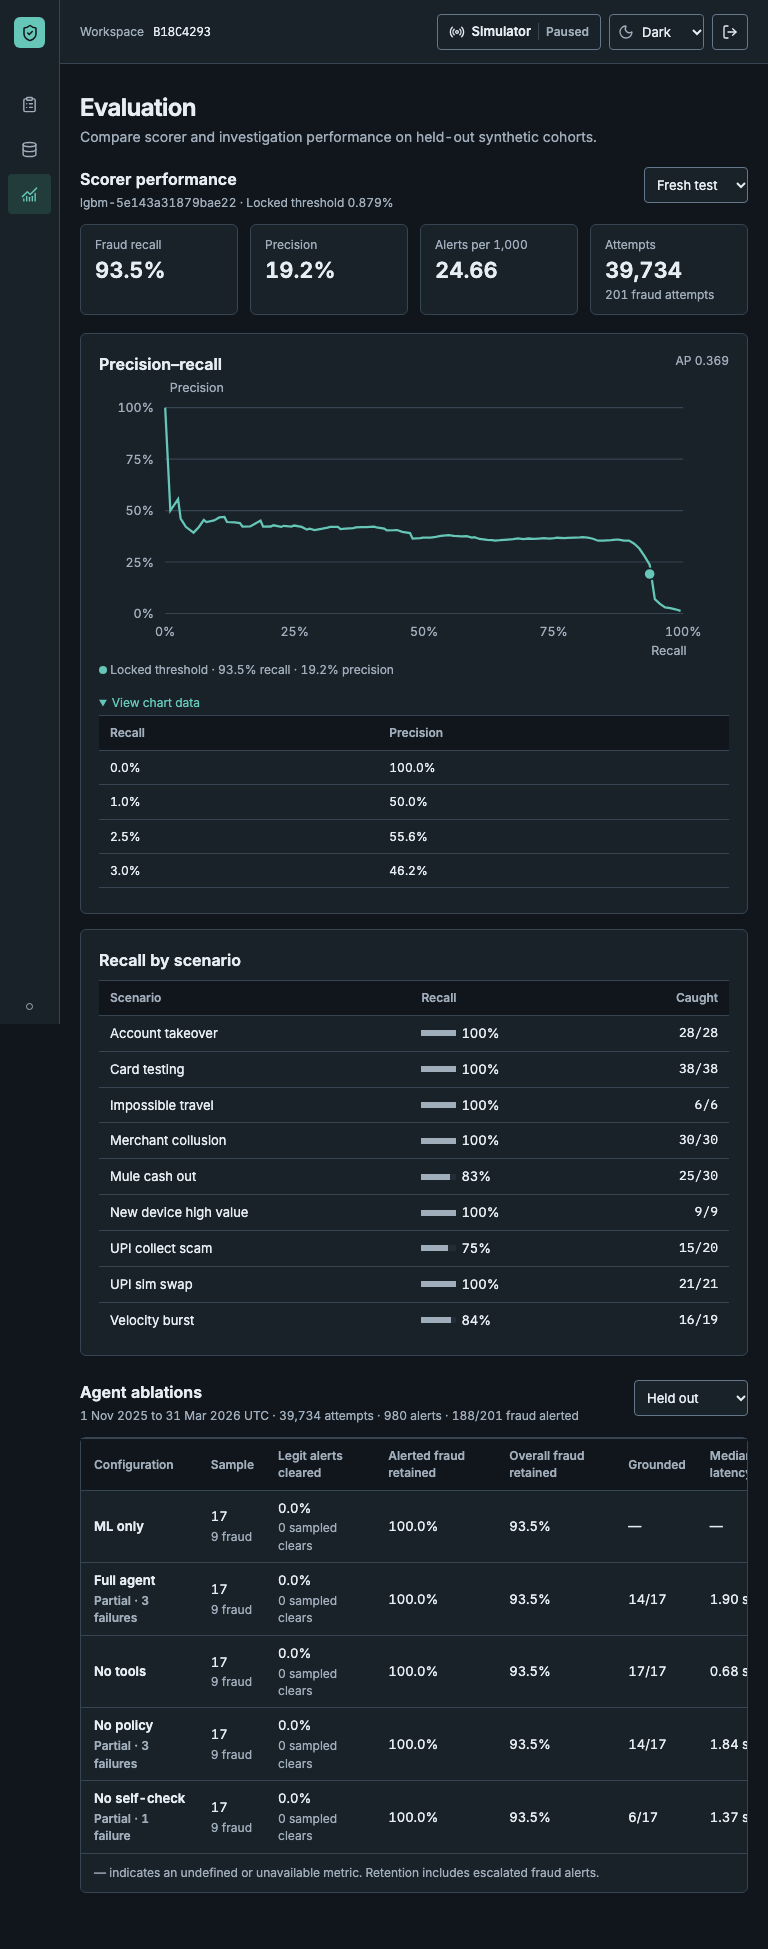 Workspace B18C4293
Simulator Paused
Dark
Evaluation
Compare scorer and investigation performance on held-out synthetic cohorts.
Scorer performance
lgbm-5e143a31879bae22 · Locked threshold 0.879%
Fresh test
Fraud recall
93.5%
Precision
19.2%
Alerts per 1,000
24.66
Attempts
39,734
201 fraud attempts
Precision–recall
AP 0.369
Precision
100%
75%
50%
25%
0%
0% 25% 50% 75% 100%
Recall
Locked threshold · 93.5% recall · 19.2% precision
▼ View chart data
Recall Precision
0.0% 100.0%
1.0% 50.0%
2.5% 55.6%
3.0% 46.2%
Recall by scenario
Scenario Recall Caught
Account takeover 100% 28/28
Card testing 100% 38/38
Impossible travel 100% 6/6
Merchant collusion 100% 30/30
Mule cash out 83% 25/30
New device high value 100% 9/9
UPI collect scam 75% 15/20
UPI sim swap 100% 21/21
Velocity burst 84% 16/19
Agent ablations
1 Nov 2025 to 31 Mar 2026 UTC · 39,734 attempts · 980 alerts · 188/201 fraud alerted
Held out
Configuration
Sample
Legit alerts
cleared
Alerted fraud
retained
Overall fraud
retained
Grounded
Median
latency
ML only
17
9 fraud
0.0%
0 sampled
clears
100.0%
93.5%
—
—
Full agent
Partial · 3
failures
17
9 fraud
0.0%
0 sampled
clears
100.0%
93.5%
14/17
1.90 s
No tools
17
9 fraud
0.0%
0 sampled
clears
100.0%
93.5%
17/17
0.68 s
No policy
Partial · 3
failures
17
9 fraud
0.0%
0 sampled
clears
100.0%
93.5%
14/17
1.84 s
No self-check
Partial · 1
failure
17
9 fraud
0.0%
0 sampled
clears
100.0%
93.5%
6/17
1.37 s
— indicates an undefined or unavailable metric. Retention includes escalated fraud alerts.